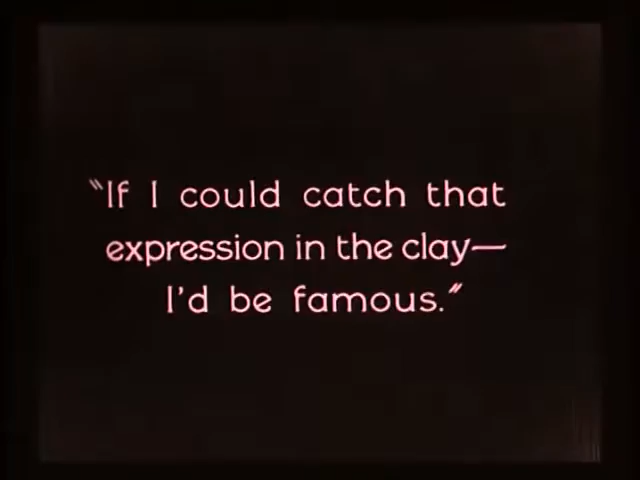 "If I could catch that
expression in the clay—
I'd be famous."